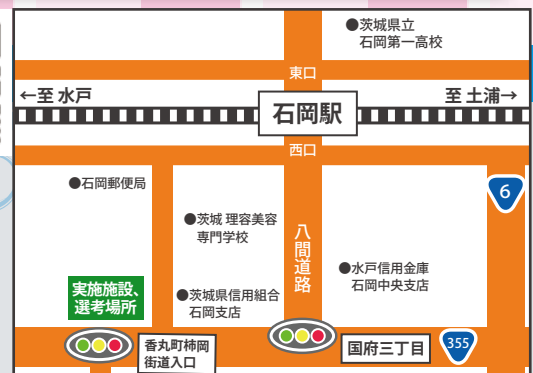 ●茨城県立
石岡第一高校
東口
←至 水戸
石岡駅
至 土浦→
西口
●石岡郵便局
6
●茨城 理容美容
専門学校
八間道路
●水戸信用金庫
石岡中央支店
実施施設、
選考場所
●茨城県信用組合
石岡支店
香丸町柿岡
街道入口
国府三丁目
355